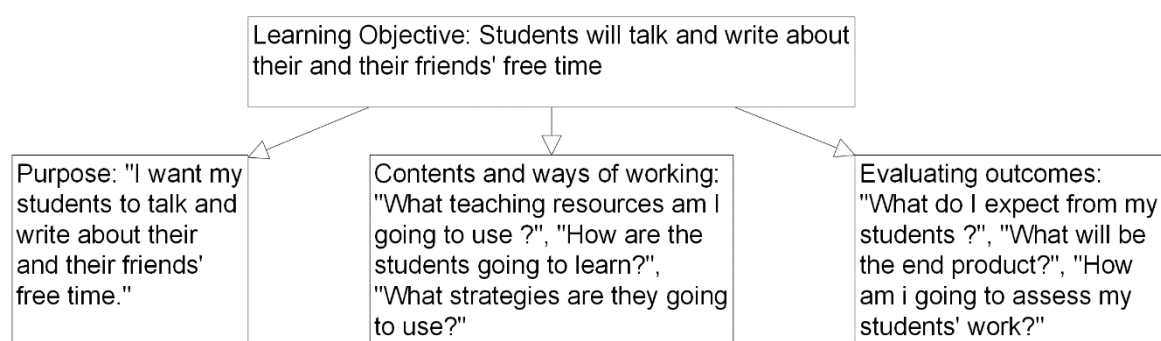 Learning Objective: Students will talk and write about
their and their friends' free time
Purpose: "I want my
students to talk and
write about their
and their friends'
free time."
Contents and ways of working:
"What teaching resources am I
going to use ?", "How are the
students going to learn?",
"What strategies are they going
to use?"
Evaluating outcomes:
"What do I expect from my
students ?", "What will be
the end product?", "How
am i going to assess my
students' work?"